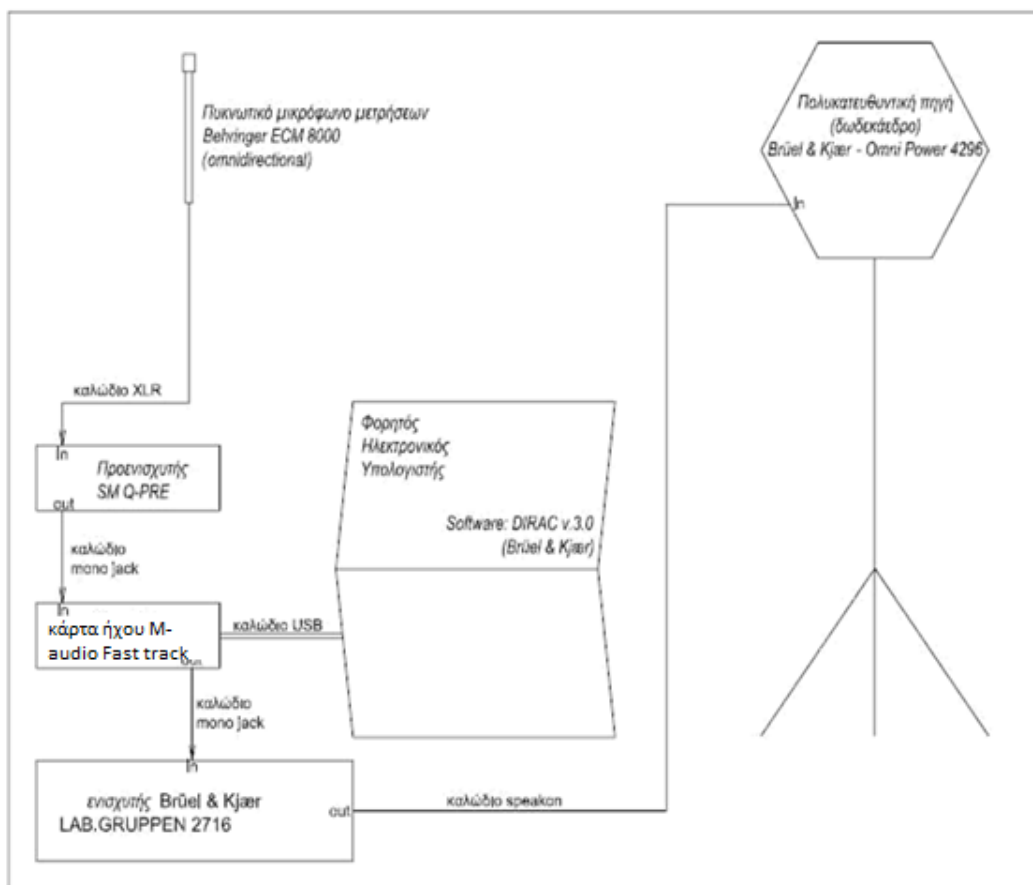 Πυκνωτικό μικρόφωνο μετρήσεων
Behringer ECM 8000
(omnidirectional)
Πολυκατευθυντική πηγή
(δωδεκάεδρο)
Brüel & Kjær - Omni Power 4296
In
καλώδιο XLR
In
Προενισχυτής
SM Q-PRE
out
καλώδιο
mono jack
Φορητός
Ηλεκτρονικός
Υπολογιστής
Software: DIRAC v.3.0
(Brüel & Kjær)
In
κάρτα ήχου M-
audio Fast track
out
καλώδιο USB
καλώδιο
mono jack
In
ενισχυτής Brüel & Kjær
LAB.GRUPPEN 2716
out
καλώδιο speakon